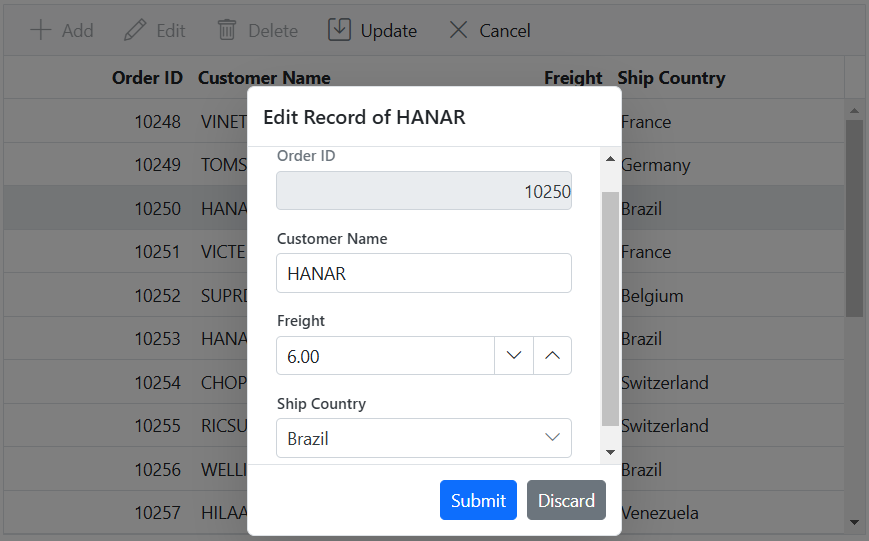 Add Edit Delete Update Cancel
Order ID Customer Name Freight Ship Country
10248 VINET France
10249 TOMS Germany
10250 HANA Brazil
10251 VICTE France
10252 SUPR Belgium
10253 HANA Brazil
10254 CHOP Switzerland
10255 RICSU Switzerland
10256 WELLI Brazil
10257 HILAA Venezuela
Edit Record of HANAR
Order ID
10250
Customer Name
HANAR
Freight
6.00
Ship Country
Brazil
Submit Discard